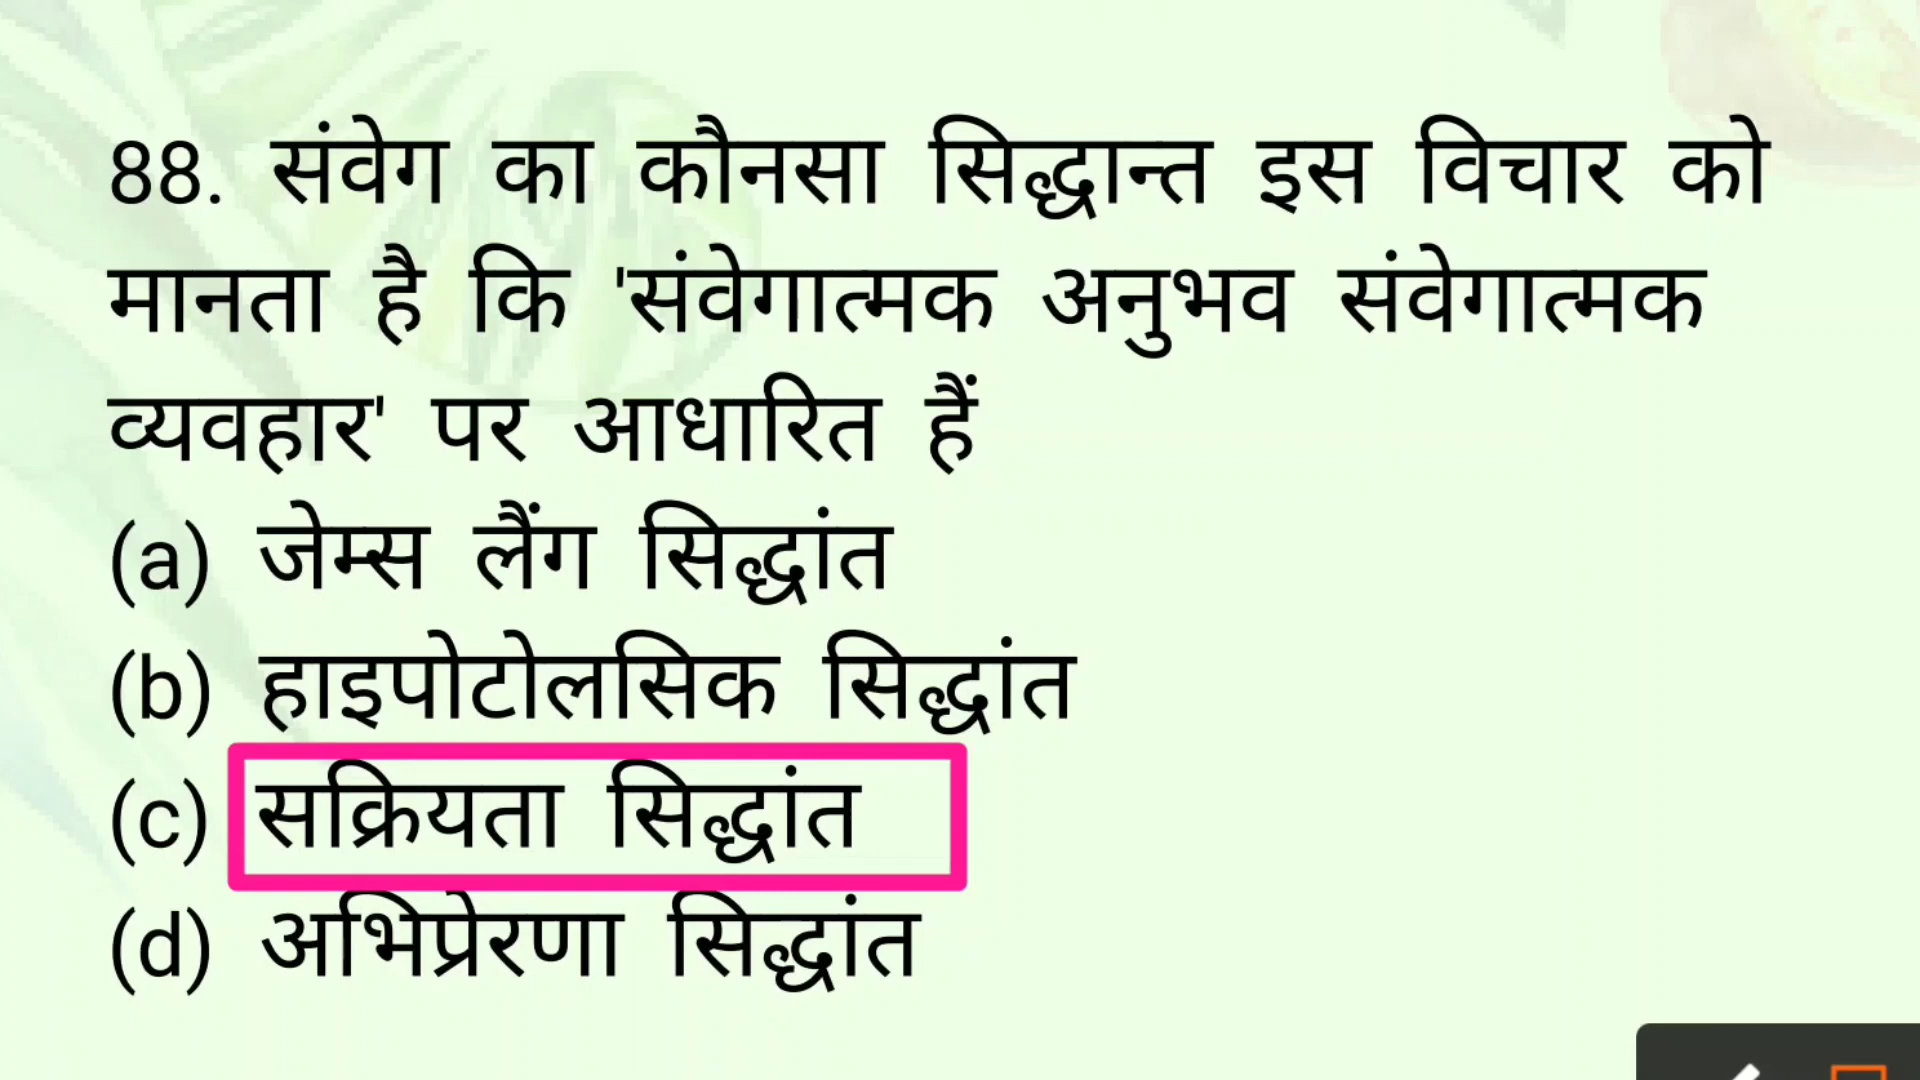 88. संवेग का कौनसा सिद्धान्त इस विचार को
मानता है कि 'संवेगात्मक अनुभव संवेगात्मक
व्यवहार' पर आधारित हैं
(a) जेम्स लैंग सिद्धांत
(b) हाइपोटोलसिक सिद्धांत
(c) सक्रियता सिद्धांत
(d) अभिप्रेरणा सिद्धांत